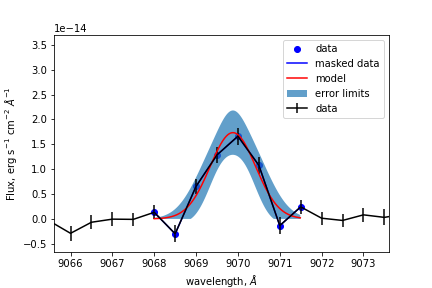 1e−14
3.5
3.0
2.5
2.0
1.5
1.0
0.5
0.0
−0.5
Flux, erg s⁻¹ cm⁻² Å⁻¹
data
masked data
model
error limits
data
9066 9067 9068 9069 9070 9071 9072 9073
wavelength, Å